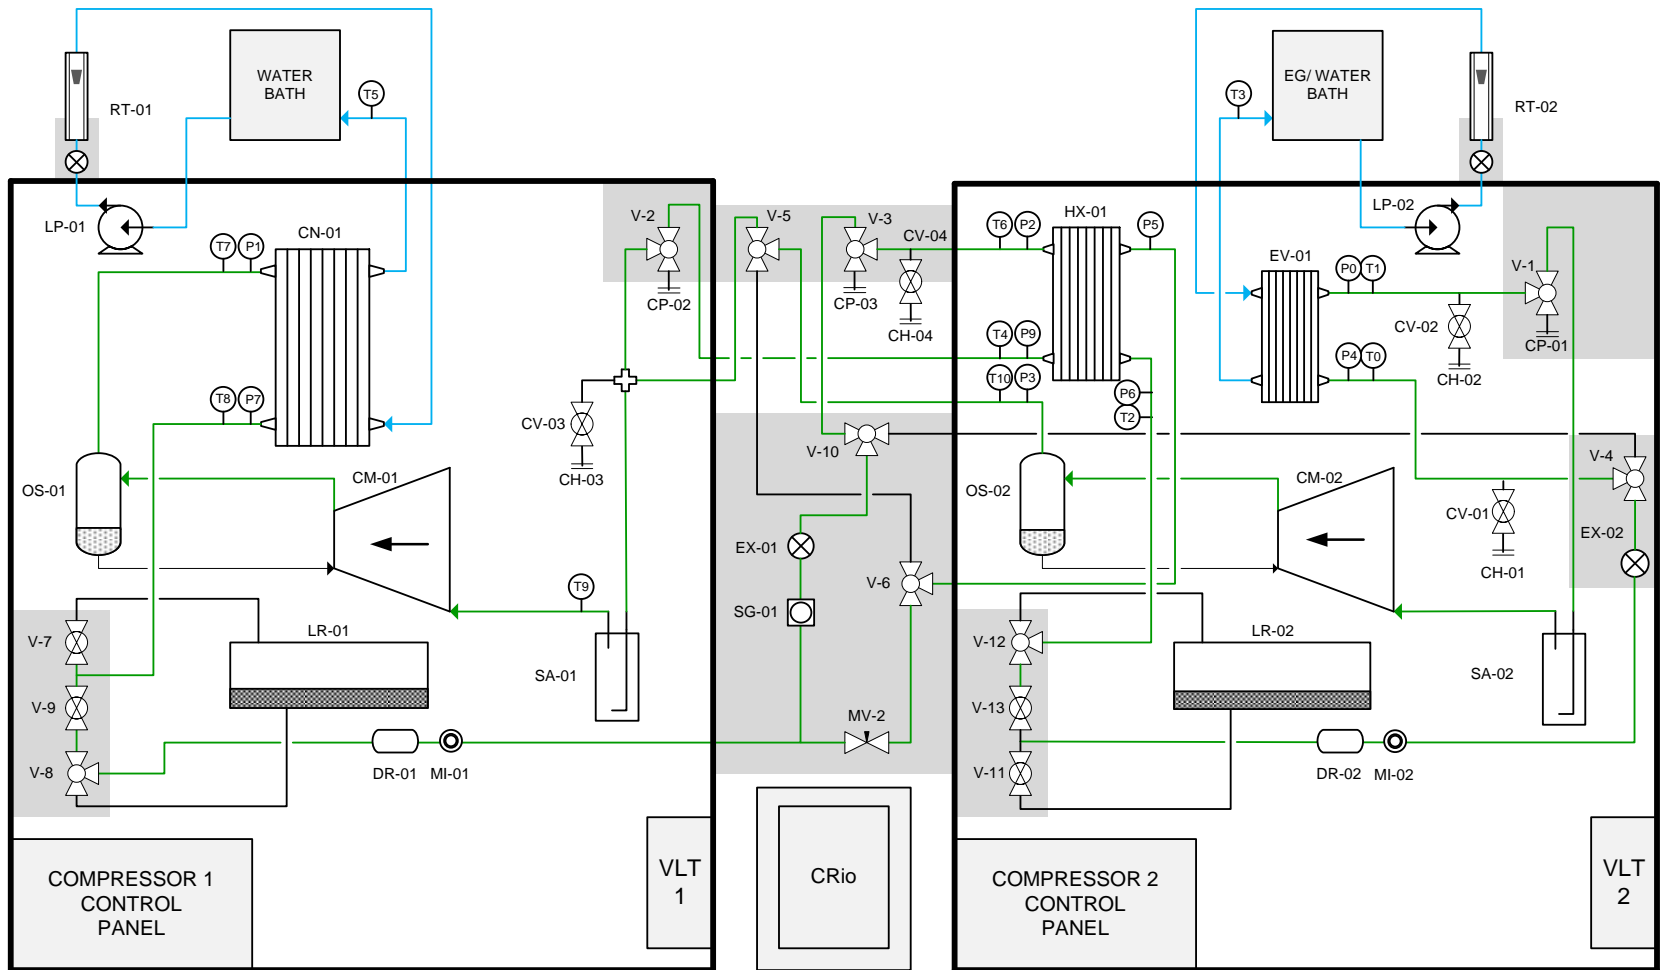 WATER
BATH
T5
RT-01
LP-01
EG/ WATER
BATH
T3
RT-02
LP-02
CN-01
T7
P1
V-2
V-5
V-3
CV-04
T6
P2
HX-01
P5
EV-01
P0
T1
V-1
CP-02
CP-03
CH-04
CV-02
CP-01
T4
P9
T10
P3
P4
T0
CH-02
P6
T2
T8
P7
CV-03
V-10
V-4
CH-03
OS-01
CM-01
OS-02
CM-02
CV-01
EX-01
EX-02
CH-01
V-6
T9
SG-01
V-7
LR-01
SA-01
V-12
LR-02
SA-02
V-9
MV-2
V-13
V-8
DR-01
MI-01
V-11
DR-02
MI-02
COMPRESSOR 1
CONTROL
PANEL
VLT
1
CRio
COMPRESSOR 2
CONTROL
PANEL
VLT
2